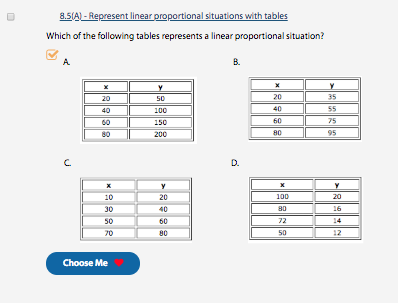 8.5(A) - Represent linear proportional situations with tables
Which of the following tables represents a linear proportional situation?
A.
x y
20 50
40 100
60 150
80 200
B.
x y
20 35
40 55
60 75
80 95
C.
x y
10 20
30 40
50 60
70 80
D.
x y
100 20
80 16
72 14
50 12
Choose Me